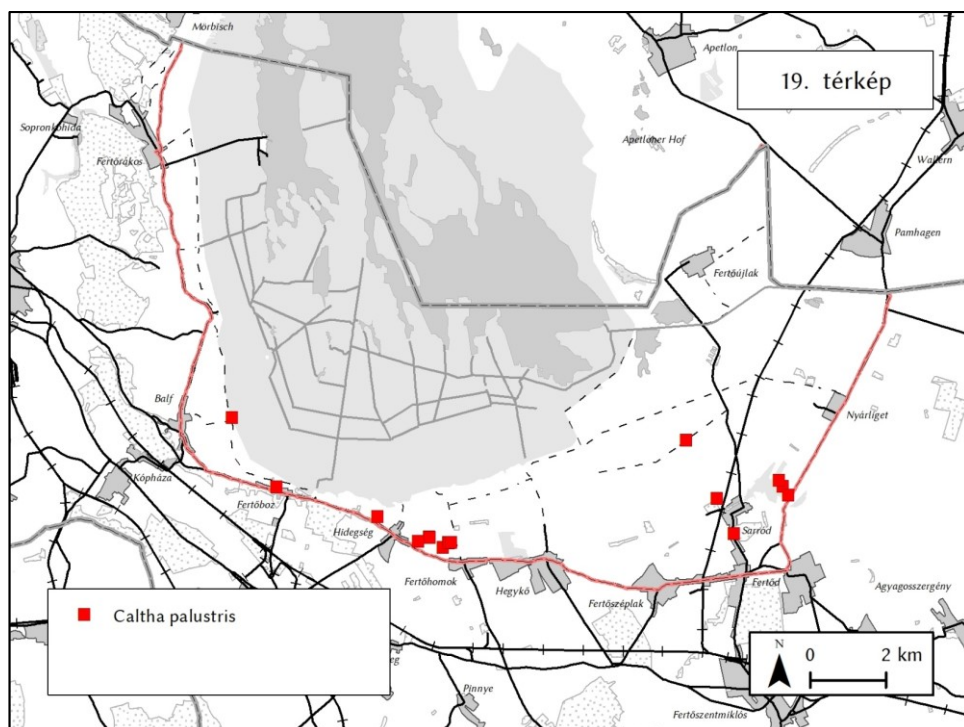 Mörbisch
Apetlon
19. térkép
Sopronkőhida
Fertőrákos
Apetloner Hof
Wallern
Pamhagen
Fertőújlak
Balf
Nyárliget
Kópháza
Fertőboz
Hidegség
Sarród
Fertőhomok
Hegykő
Fertőszéplak
Fertőd
Agyagosszergény
Caltha palustris
N
0 2 km
Pinnye
Fertőszentmiklós